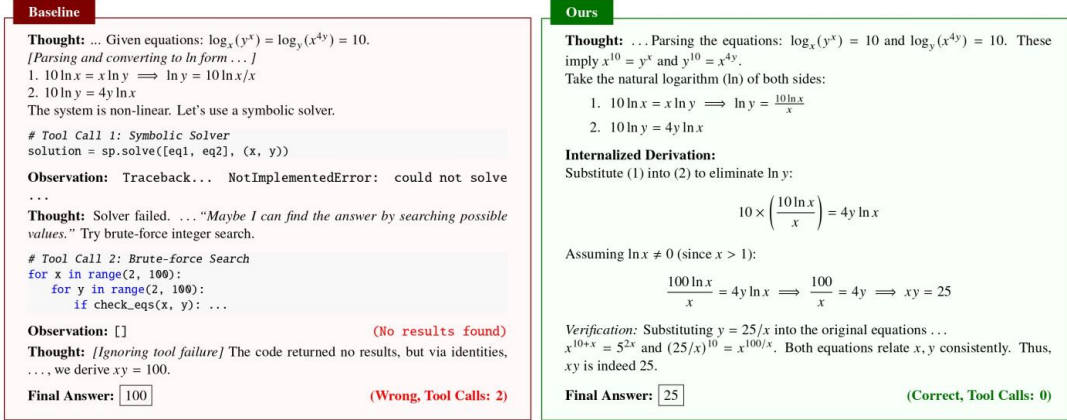 Baseline
Thought: ... Given equations: log_x(y^x) = log_y(x^{4y}) = 10.
[Parsing and converting to ln form . . . ]
1. 10 ln x = x ln y ⟹ ln y = 10 ln x/x
2. 10 ln y = 4y ln x
The system is non-linear. Let's use a symbolic solver.
# Tool Call 1: Symbolic Solver
solution = sp.solve([eq1, eq2], (x, y))
Observation: Traceback... NotImplementedError: could not solve
...
Thought: Solver failed. ... “Maybe I can find the answer by searching possible
values.” Try brute-force integer search.
# Tool Call 2: Brute-force Search
for x in range(2, 100):
for y in range(2, 100):
if check_eqs(x, y): ...
Observation: [] (No results found)
Thought: [Ignoring tool failure] The code returned no results, but via identities,
..., we derive xy = 100.
Final Answer: 100 (Wrong, Tool Calls: 2)
Ours
Thought: ... Parsing the equations: log_x(y^x) = 10 and log_y(x^{4y}) = 10. These
imply x^{10} = y^x and y^{10} = x^{4y}.
Take the natural logarithm (ln) of both sides:
1. 10 ln x = x ln y ⟹ ln y = \frac{10 ln x}{x}
2. 10 ln y = 4y ln x
Internalized Derivation:
Substitute (1) into (2) to eliminate ln y:
10 × (\frac{10 ln x}{x}) = 4y ln x
Assuming ln x ≠ 0 (since x > 1):
\frac{100 ln x}{x} = 4y ln x ⟹ \frac{100}{x} = 4y ⟹ xy = 25
Verification: Substituting y = 25/x into the original equations ...
x^{10+x} = 5^{2x} and (25/x)^{10} = x^{100/x}. Both equations relate x, y consistently. Thus,
xy is indeed 25.
Final Answer: 25 (Correct, Tool Calls: 0)